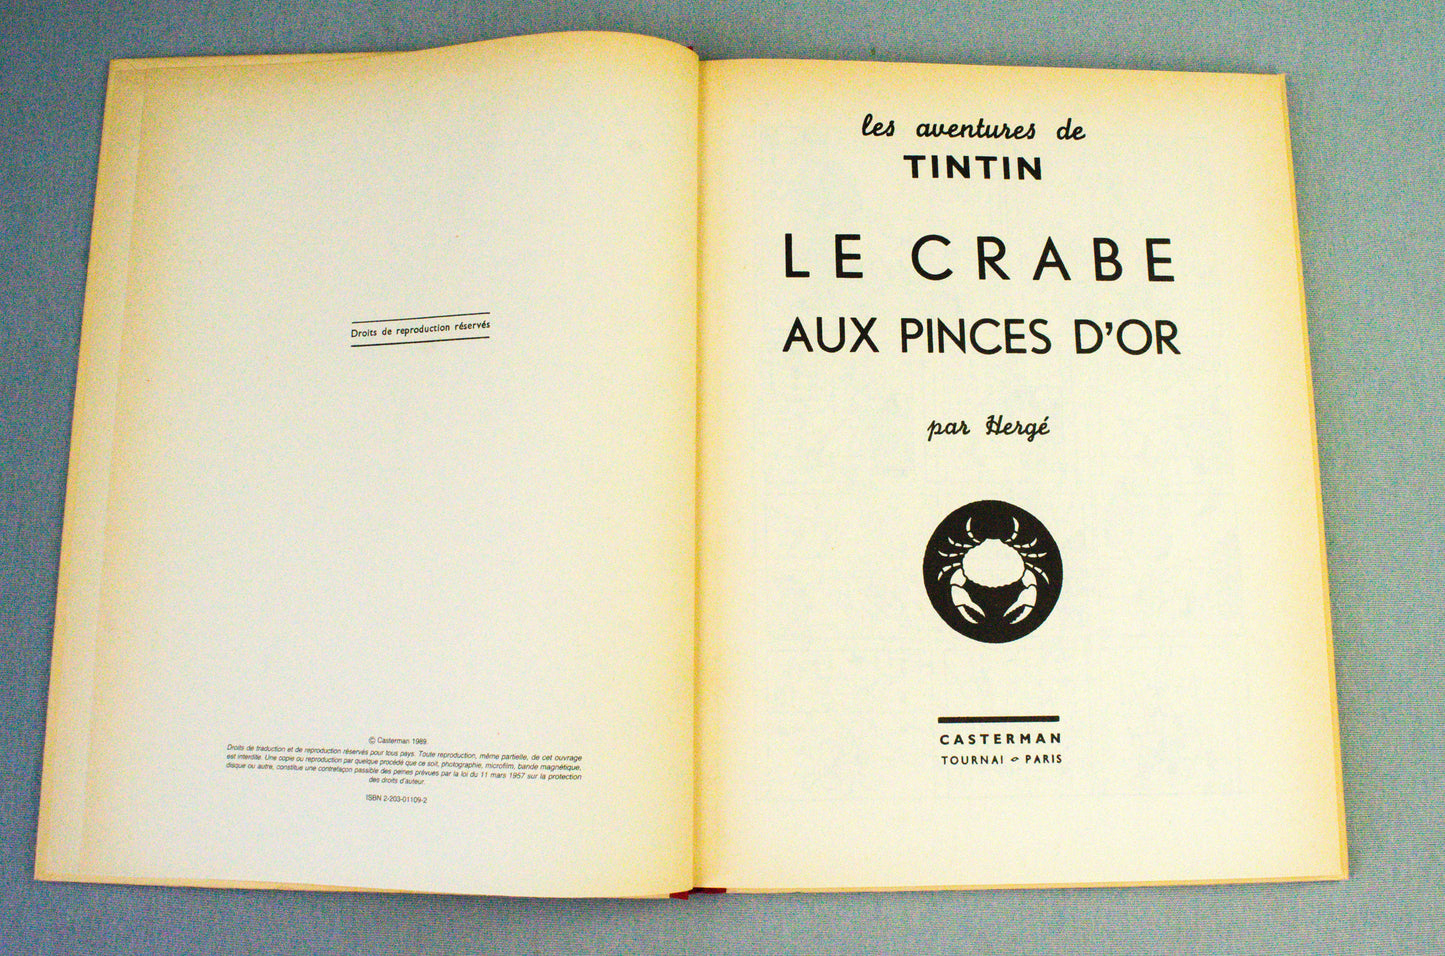 Droits de reproduction réservés
© Casterman 1989.
Droits de traduction et de reproduction réservés pour tous pays. Toute reproduction, même partielle, de cet ouvrage
est interdite. Une copie ou reproduction par quelque procédé que ce soit, photographie, microfilm, bande magnétique,
disque ou autre, constitue une contrefaçon passible des peines prévues par la loi du 11 mars 1957 sur la protection
des droits d'auteur.
ISBN 2-203-01109-2
les aventures de
TINTIN
LE CRABE
AUX PINCES D'OR
par Hergé
CASTERMAN
TOURNAI PARIS